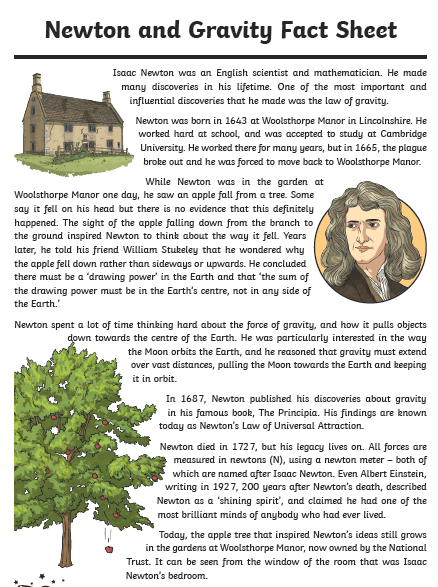 Newton and Gravity Fact Sheet
Isaac Newton was an English scientist and mathematician. He made
many discoveries in his lifetime. One of the most important and
influential discoveries that he made was the law of gravity.
Newton was born in 1643 at Woolsthorpe Manor in Lincolnshire. He
worked hard at school, and was accepted to study at Cambridge
University. He worked there for many years, but in 1665, the plague
broke out and he was forced to move back to Woolsthorpe Manor.
While Newton was in the garden at
Woolsthorpe Manor one day, he saw an apple fall from a tree. Some
say it fell on his head but there is no evidence that this definitely
happened. The sight of the apple falling down from the branch to
the ground inspired Newton to think about the way it fell. Years
later, he told his friend William Stukeley that he wondered why
the apple fell down rather than sideways or upwards. He concluded
there must be a ‘drawing power’ in the Earth and that ‘the sum of
the drawing power must be in the Earth’s centre, not in any side of
the Earth.’
Newton spent a lot of time thinking hard about the force of gravity, and how it pulls objects
down towards the centre of the Earth. He was particularly interested in the way
the Moon orbits the Earth, and he reasoned that gravity must extend
over vast distances, pulling the Moon towards the Earth and keeping
it in orbit.
In 1687, Newton published his discoveries about gravity
in his famous book, The Principia. His findings are known
today as Newton’s Law of Universal Attraction.
Newton died in 1727, but his legacy lives on. All forces are
measured in newtons (N), using a newton meter – both of
which are named after Isaac Newton. Even Albert Einstein,
writing in 1927, 200 years after Newton’s death, described
Newton as a ‘shining spirit’, and claimed he had one of the
most brilliant minds of anybody who had ever lived.
Today, the apple tree that inspired Newton’s ideas still grows
in the gardens at Woolsthorpe Manor, now owned by the National
Trust. It can be seen from the window of the room that was Isaac
Newton’s bedroom.